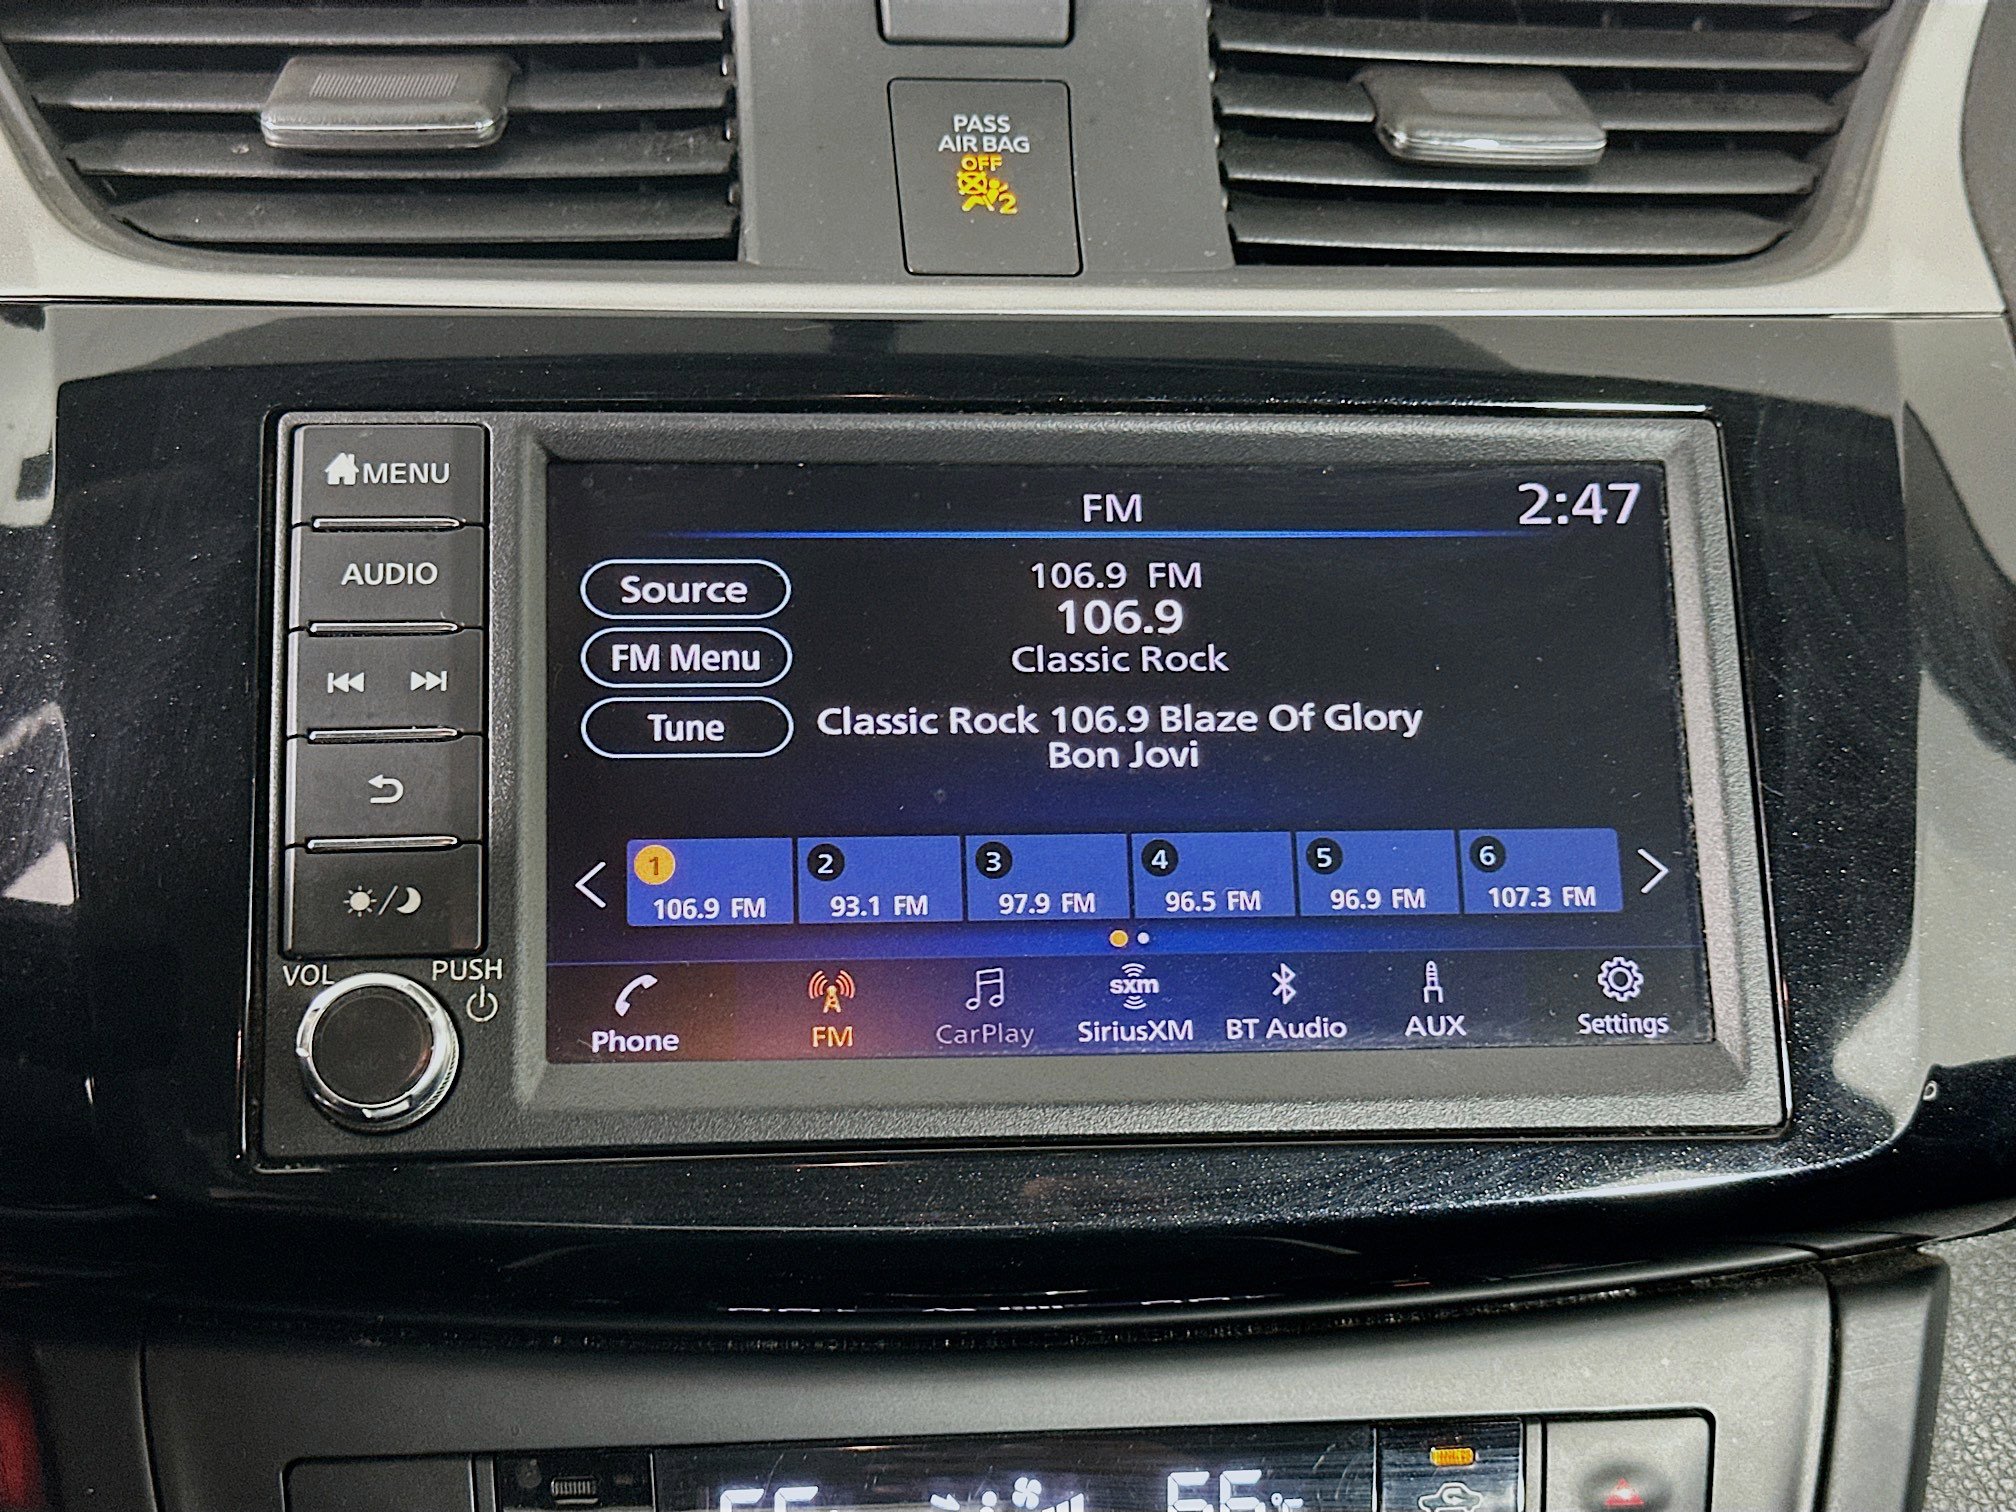 PASS
AIR BAG
OFF
2
MENU
AUDIO
VOL
PUSH
FM
2:47
Source
FM Menu
Tune
106.9 FM
106.9
Classic Rock
Classic Rock 106.9 Blaze Of Glory
Bon Jovi
1 2 3 4 5 6
106.9 FM 93.1 FM 97.9 FM 96.5 FM 96.9 FM 107.3 FM
sxm
Phone FM CarPlay SiriusXM BT Audio AUX Settings